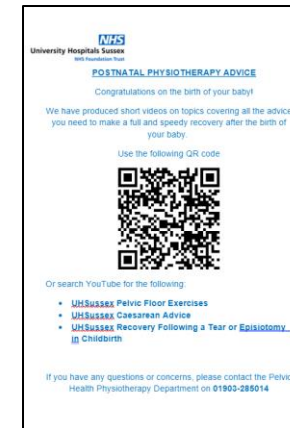 NHS
University Hospitals Sussex
NHS Foundation Trust
POSTNATAL PHYSIOTHERAPY ADVICE
Congratulations on the birth of your baby!
We have produced short videos on topics covering all the advice
you need to make a full and speedy recovery after the birth of
your baby.
Use the following QR code
Or search YouTube for the following:
• UHSussex Pelvic Floor Exercises
• UHSussex Caesarean Advice
• UHSussex Recovery Following a Tear or Episiotomy
in Childbirth
If you have any questions or concerns, please contact the Pelvic
Health Physiotherapy Department on 01903-285014